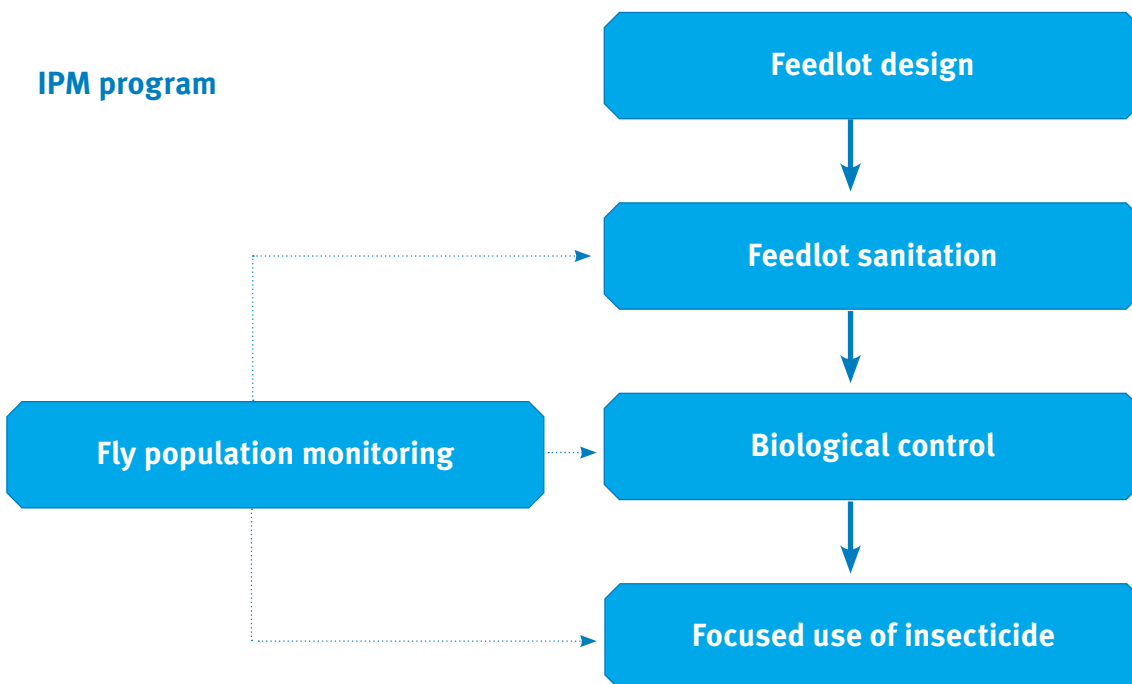 IPM program
Feedlot design
Feedlot sanitation
Fly population monitoring
Biological control
Focused use of insecticide